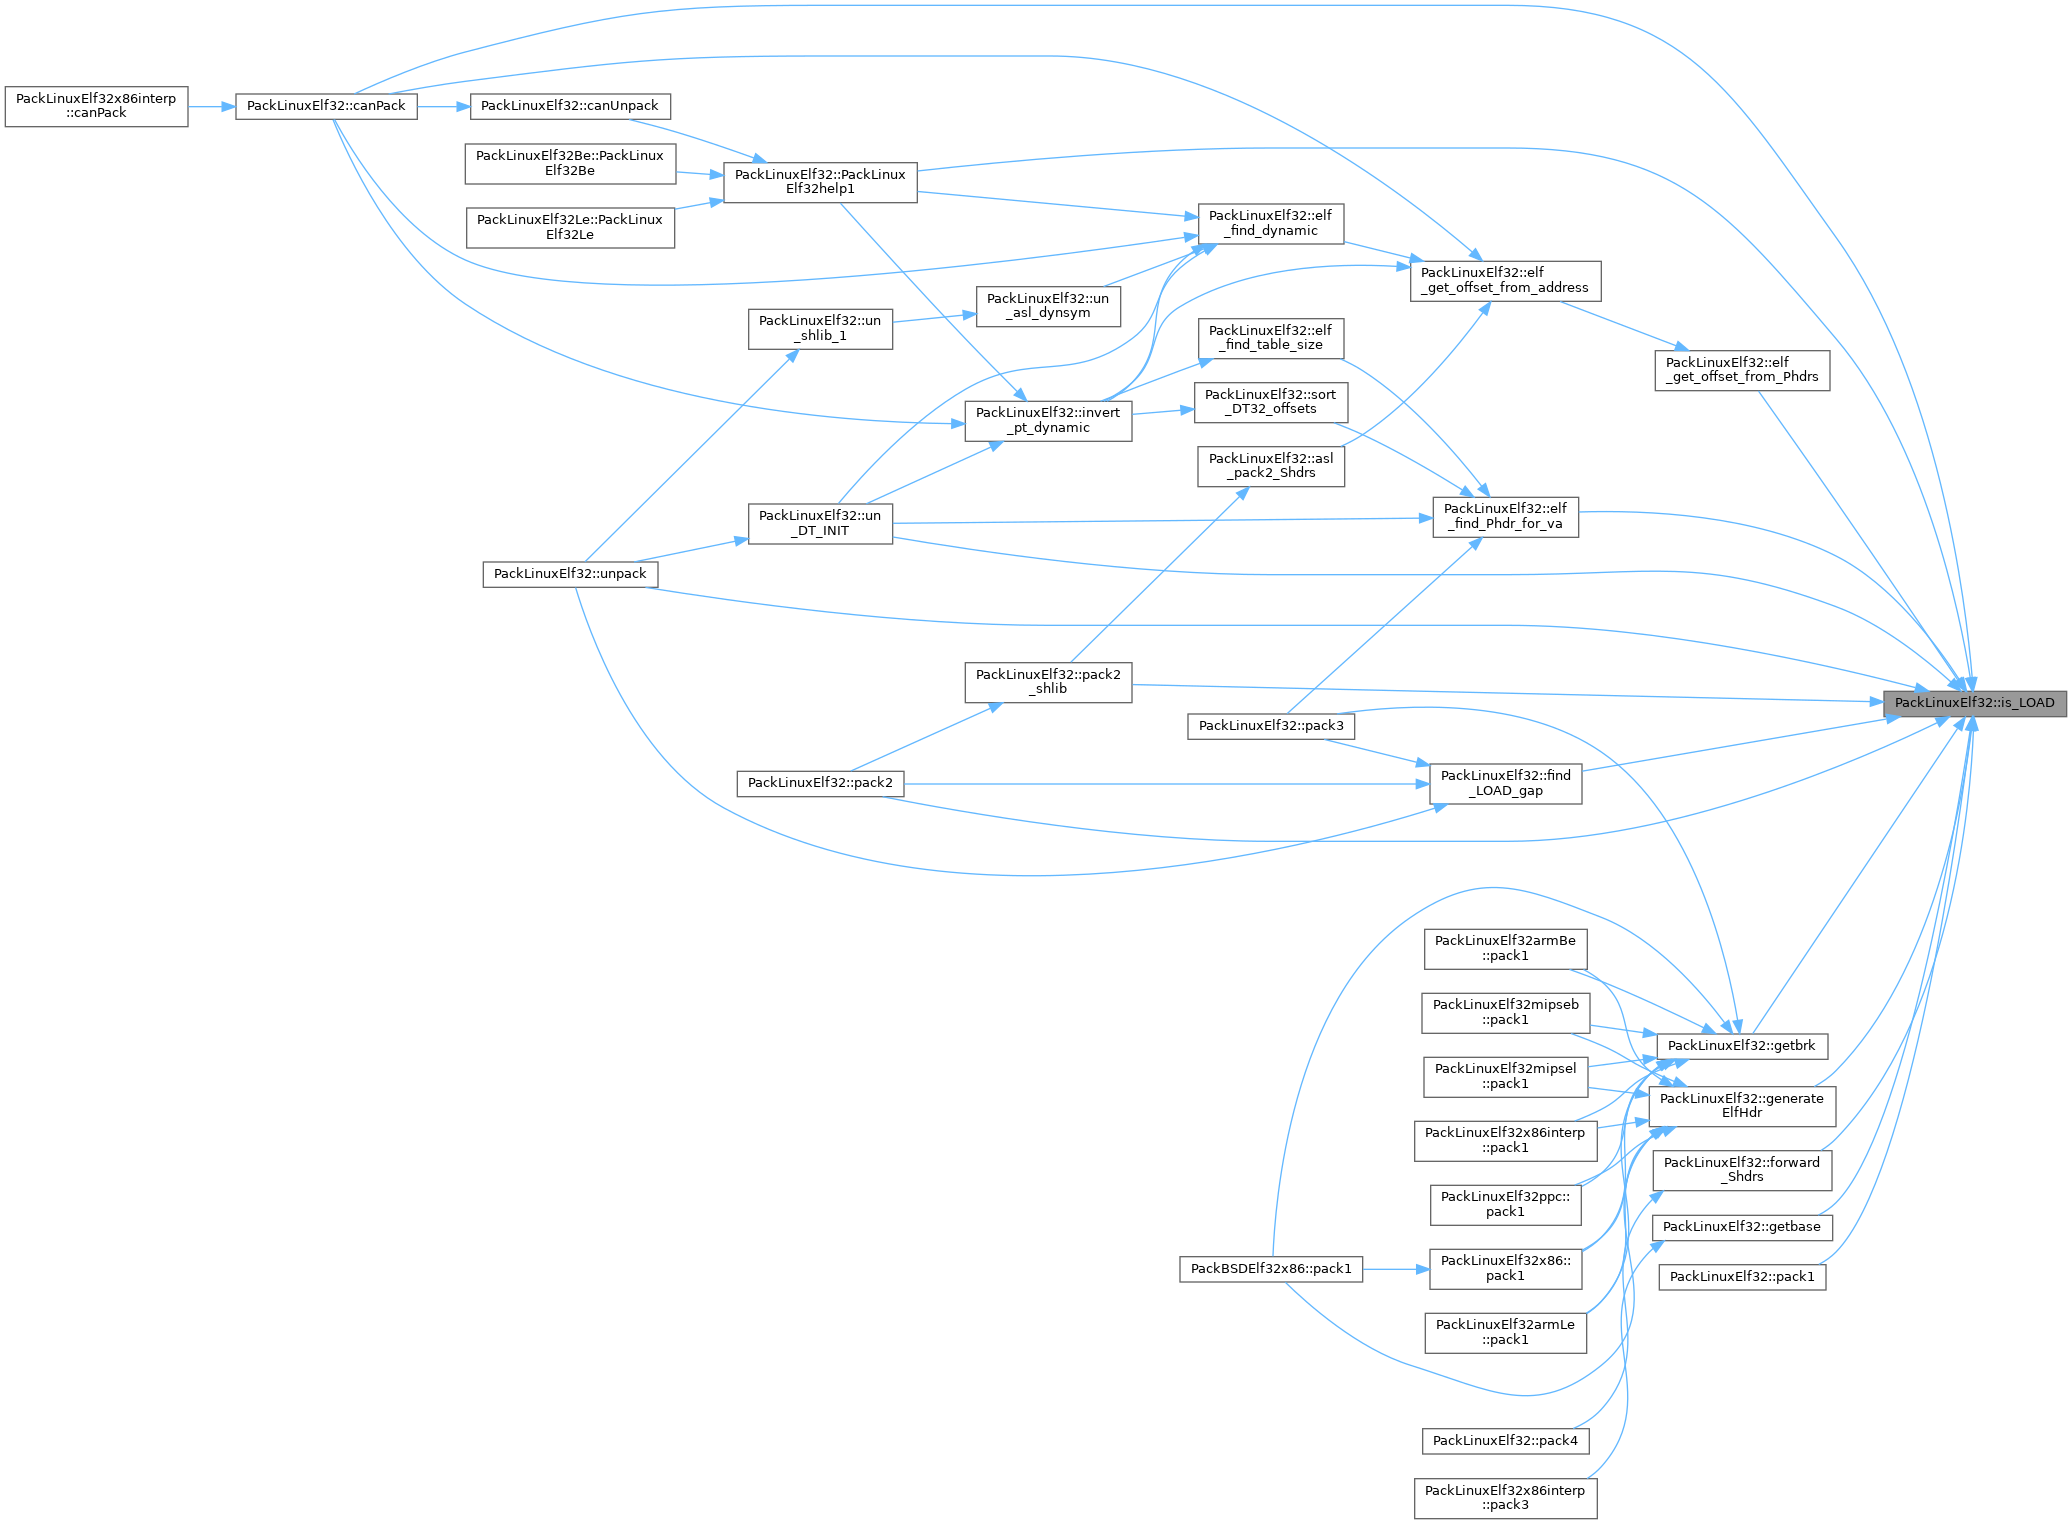 PackLinuxElf32x86interp
::canPack
PackLinuxElf32::canPack
PackLinuxElf32::canUnpack
PackLinuxElf32Be::PackLinux
Elf32Be
PackLinuxElf32Le::PackLinux
Elf32Le
PackLinuxElf32::PackLinux
Elf32help1
PackLinuxElf32::elf
_find_dynamic
PackLinuxElf32::elf
_get_offset_from_address
PackLinuxElf32::un
_asl_dynsym
PackLinuxElf32::un
_shlib_1
PackLinuxElf32::elf
_find_table_size
PackLinuxElf32::elf
_get_offset_from_Phdrs
PackLinuxElf32::sort
_DT32_offsets
PackLinuxElf32::invert
_pt_dynamic
PackLinuxElf32::asl
_pack2_Shdrs
PackLinuxElf32::elf
_find_Phdr_for_va
PackLinuxElf32::un
_DT_INIT
PackLinuxElf32::unpack
PackLinuxElf32::pack2
_shlib
PackLinuxElf32::is_LOAD
PackLinuxElf32::pack3
PackLinuxElf32::pack2
PackLinuxElf32::find
_LOAD_gap
PackLinuxElf32armBe
::pack1
PackLinuxElf32mipseb
::pack1
PackLinuxElf32::getbrk
PackLinuxElf32mipsel
::pack1
PackLinuxElf32::generate
ElfHdr
PackLinuxElf32x86interp
::pack1
PackLinuxElf32::forward
_Shdrs
PackLinuxElf32ppc::
pack1
PackLinuxElf32::getbase
PackBSDElf32x86::pack1
PackLinuxElf32x86::
pack1
PackLinuxElf32::pack1
PackLinuxElf32armLe
::pack1
PackLinuxElf32::pack4
PackLinuxElf32x86interp
::pack3